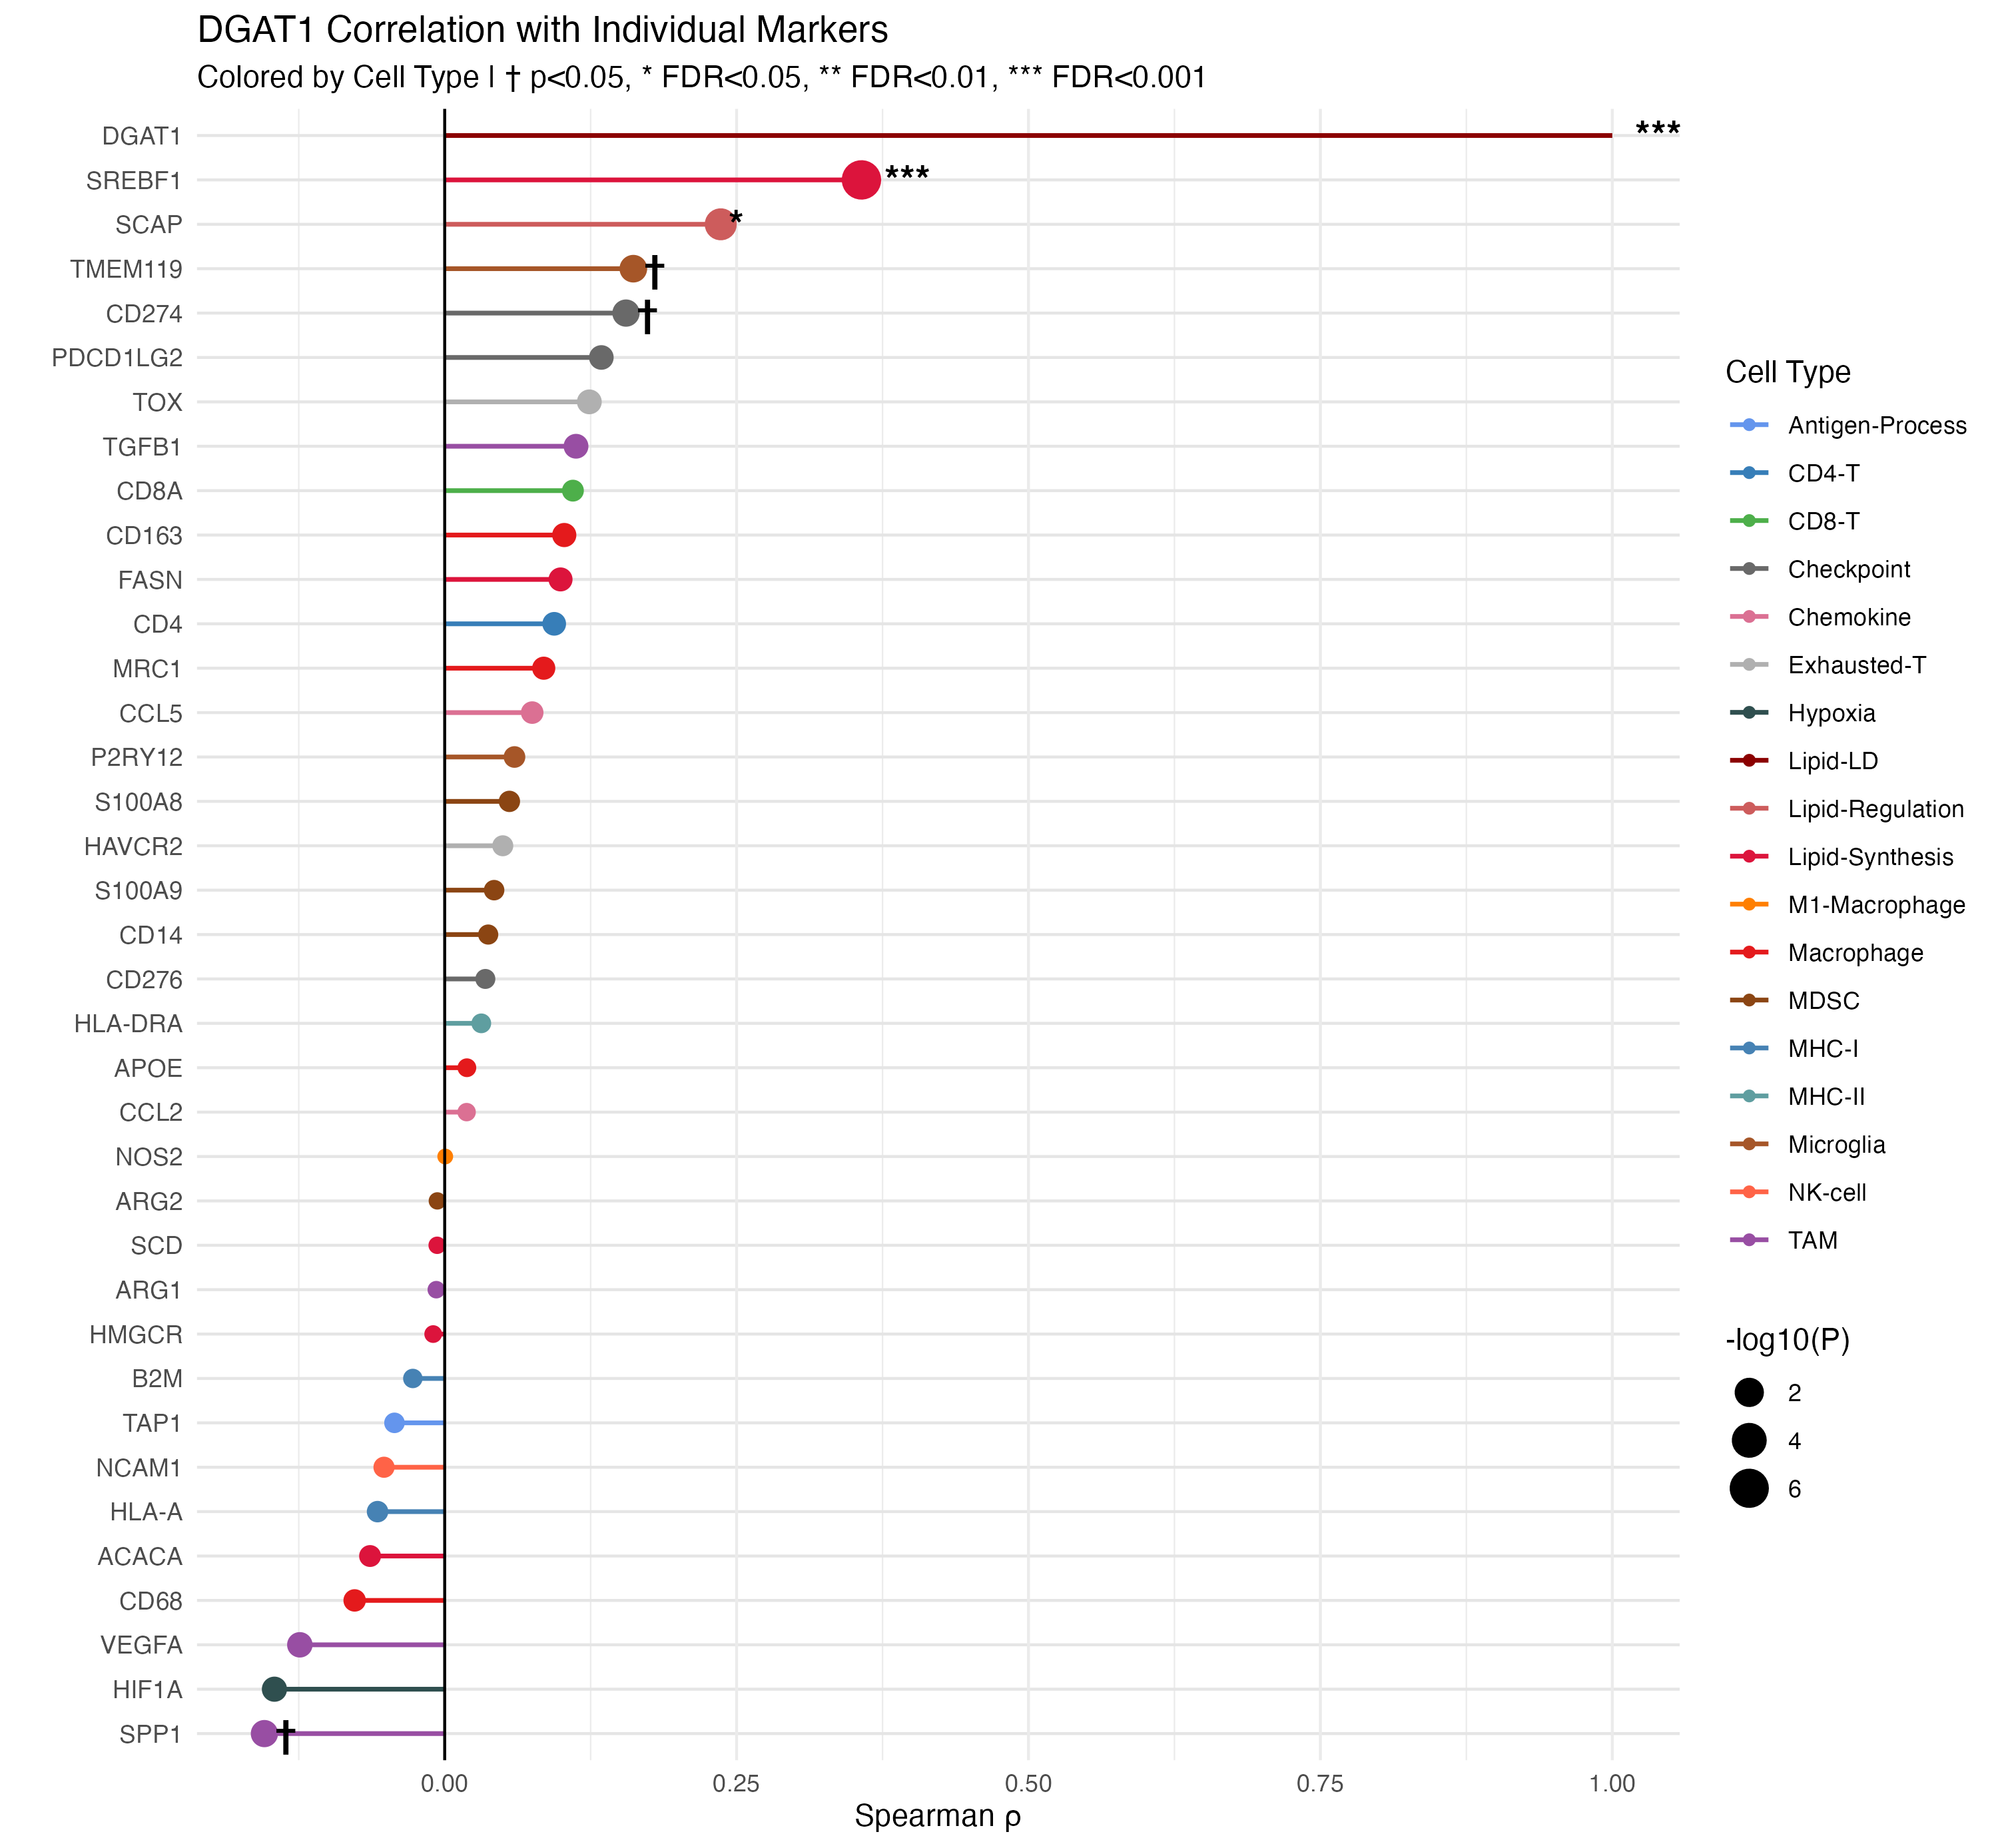 DGAT1 Correlation with Individual Markers
Colored by Cell Type | † p<0.05, * FDR<0.05, ** FDR<0.01, *** FDR<0.001
DGAT1 ***
SREBF1 ***
SCAP *
TMEM119 †
CD274 †
PDCD1LG2
TOX
TGFB1
CD8A
CD163
FASN
CD4
MRC1
CCL5
P2RY12
S100A8
HAVCR2
S100A9
CD14
CD276
HLA-DRA
APOE
CCL2
NOS2
ARG2
SCD
ARG1
HMGCR
B2M
TAP1
NCAM1
HLA-A
ACACA
CD68
VEGFA
HIF1A
SPP1 †
0.00 0.25 0.50 0.75 1.00
Spearman ρ
Cell Type
Antigen-Process
CD4-T
CD8-T
Checkpoint
Chemokine
Exhausted-T
Hypoxia
Lipid-LD
Lipid-Regulation
Lipid-Synthesis
M1-Macrophage
Macrophage
MDSC
MHC-I
MHC-II
Microglia
NK-cell
TAM
-log10(P)
2
4
6